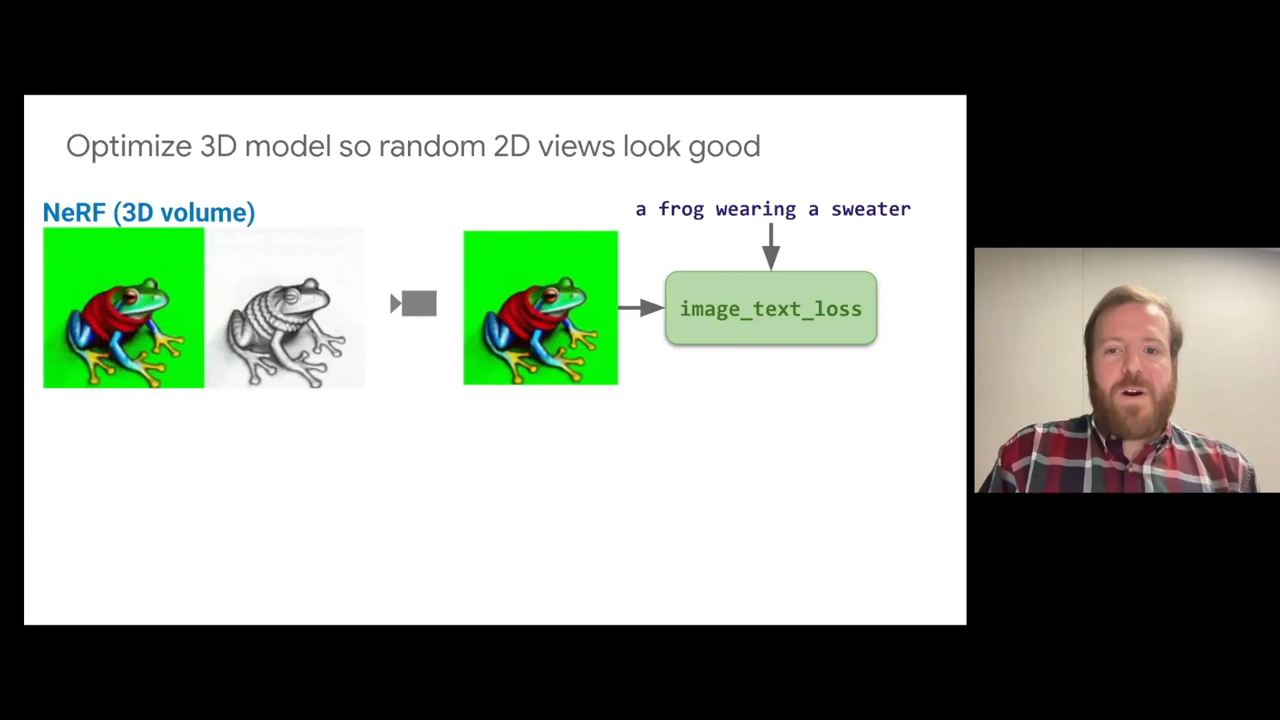 Optimize 3D model so random 2D views look good
NeRF (3D volume)
a frog wearing a sweater
image_text_loss